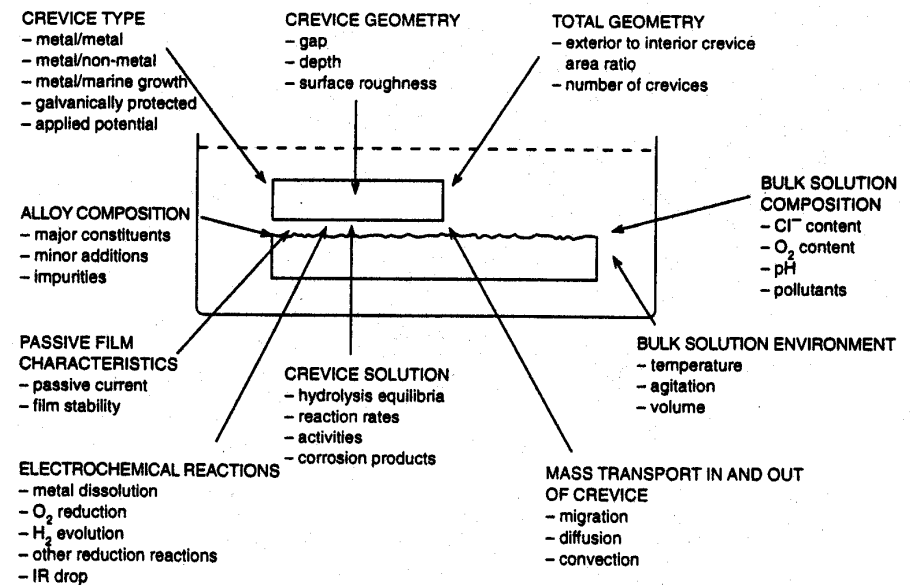 CREVICE TYPE
– metal/metal
– metal/non-metal
– metal/marine growth
– galvanically protected
– applied potential
CREVICE GEOMETRY
– gap
– depth
– surface roughness
TOTAL GEOMETRY
– exterior to interior crevice
area ratio
– number of crevices
ALLOY COMPOSITION
– major constituents
– minor additions
– impurities
BULK SOLUTION
COMPOSITION
– Cl⁻ content
– O₂ content
– pH
– pollutants
PASSIVE FILM
CHARACTERISTICS
– passive current
– film stability
CREVICE SOLUTION
– hydrolysis equilibria
– reaction rates
– activities
– corrosion products
BULK SOLUTION ENVIRONMENT
– temperature
– agitation
– volume
ELECTROCHEMICAL REACTIONS
– metal dissolution
– O₂ reduction
– H₂ evolution
– other reduction reactions
– IR drop
MASS TRANSPORT IN AND OUT
OF CREVICE
– migration
– diffusion
– convection